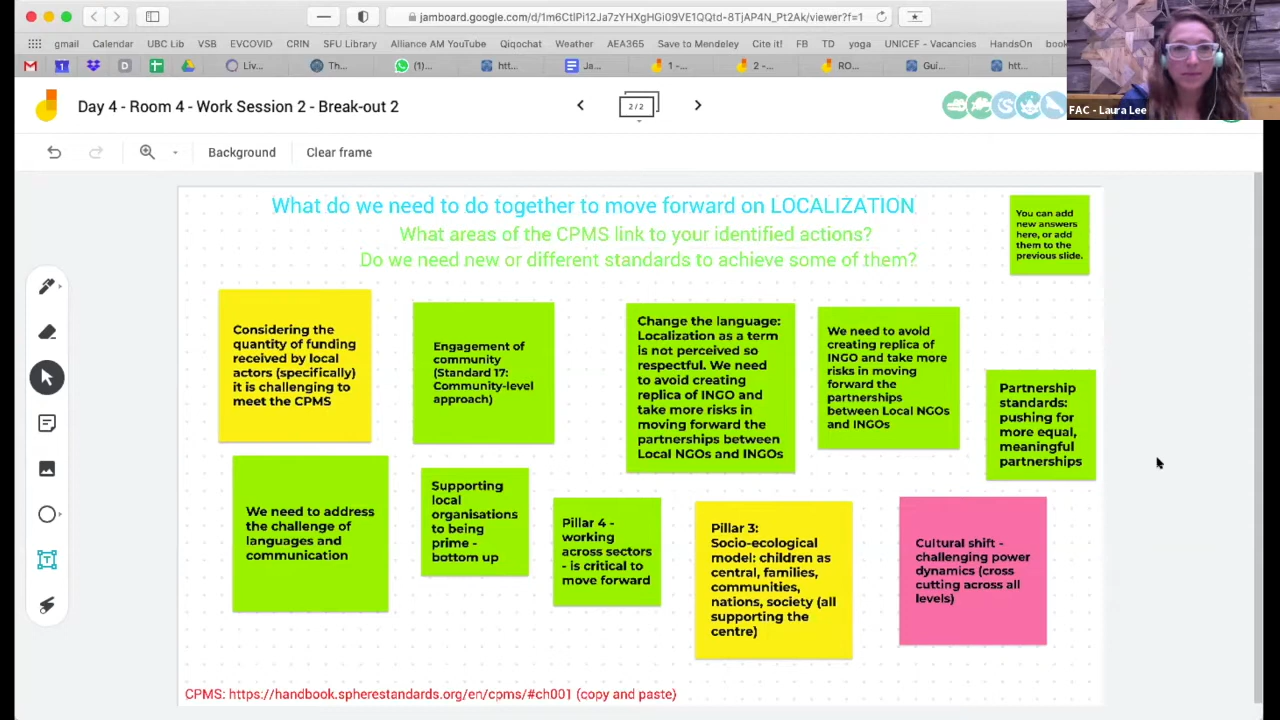 jamboard.google.com/d/1m6CtlPi12Ja7zYHXgHGi09VE1QQtd-8TjAP4N_Pt2Ak/viewer?f=1
gmail Calendar UBC Lib VSB EVCOVID CRIN SFU Library Alliance AM YouTube Qiqochat Weather AEA365 Save to Mendeley Cite it! FB TD yoga UNICEF - Vacancies HandsOn book
Liv... Th... (1)... htt... Ja... 1 -... 2 -... RO... Gui... htt...
FAC - Laura Lee
Day 4 - Room 4 - Work Session 2 - Break-out 2
2/2
Background
Clear frame
What do we need to do together to move forward on LOCALIZATION
What areas of the CPMS link to your identified actions?
Do we need new or different standards to achieve some of them?
You can add
new answers
here, or add
them to the
previous slide.
Considering the
quantity of funding
received by local
actors (specifically)
it is challenging to
meet the CPMS
Engagement of
community
(Standard 17:
Community-level
approach)
Change the language:
Localization as a term
is not perceived so
respectful. We need
to avoid creating
replica of INGO and
take more risks in
moving forward the
partnerships between
Local NGOs and INGOs
We need to avoid
creating replica of
INGO and take more
risks in moving
forward the
partnerships
between Local NGOs
and INGOs
Partnership
standards:
pushing for
more equal,
meaningful
partnerships
We need to address
the challenge of
languages and
communication
Supporting
local
organisations
to being
prime -
bottom up
Pillar 4 -
working
across sectors
- is critical to
move forward
Pillar 3:
Socio-ecological
model: children as
central, families,
communities,
nations, society (all
supporting the
centre)
Cultural shift -
challenging power
dynamics (cross
cutting across all
levels)
CPMS: https://handbook.spherestandards.org/en/cpms/#ch001 (copy and paste)